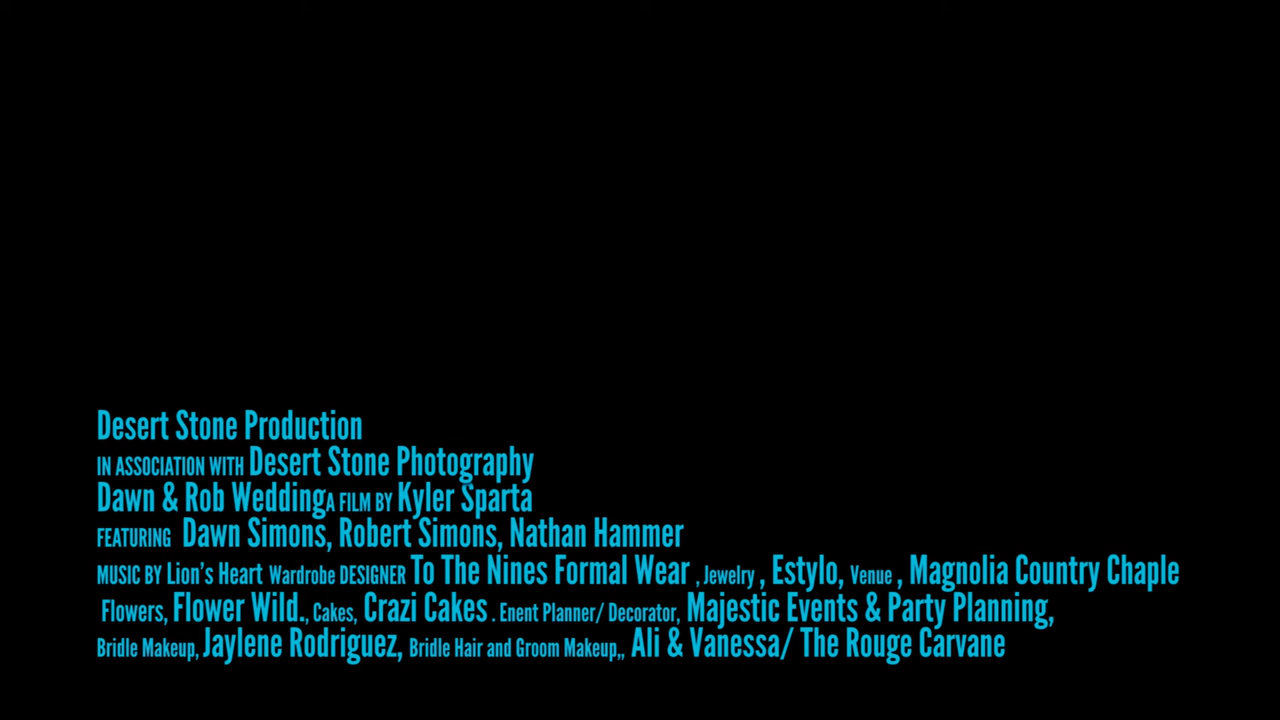 Desert Stone Production
IN ASSOCIATION WITH Desert Stone Photography
Dawn & Rob WeddingA FILM BY Kyler Sparta
FEATURING Dawn Simons, Robert Simons, Nathan Hammer
MUSIC BY Lion's Heart Wardrobe DESIGNER To The Nines Formal Wear , Jewelry , Estylo, Venue , Magnolia Country Chaple
Flowers, Flower Wild., Cakes, Crazi Cakes . Enent Planner/ Decorator, Majestic Events & Party Planning,
Bridle Makeup, Jaylene Rodriguez, Bridle Hair and Groom Makeup,, Ali & Vanessa/ The Rouge Carvane